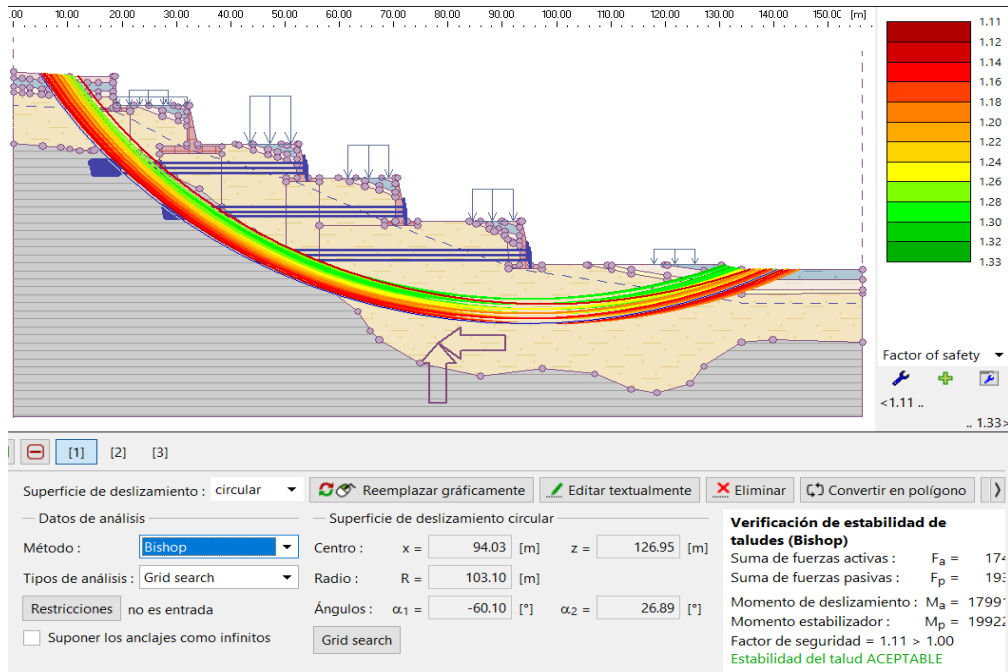 .00 10.00 20.00 30.00 40.00 50.00 60.00 70.00 80.00 90.00 100.00 110.00 120.00 130.00 140.00 150.00 [m]
1.11
1.12
1.14
1.16
1.18
1.20
1.22
1.24
1.26
1.28
1.30
1.32
1.33
Factor of safety
<1.11 ..
.. 1.33>
[1] [2] [3]
Superficie de deslizamiento : circular Reemplazar gráficamente Editar textualmente Eliminar Convertir en polígono
Datos de análisis
Método : Bishop
Tipos de análisis : Grid search
Restricciones no es entrada
Suponer los anclajes como infinitos
Superficie de deslizamiento circular
Centro : x = 94.03 [m] z = 126.95 [m]
Radio : R = 103.10 [m]
Ángulos : α1 = -60.10 [°] α2 = 26.89 [°]
Grid search
Verificación de estabilidad de
taludes (Bishop)
Suma de fuerzas activas : Fa = 174
Suma de fuerzas pasivas : Fp = 193
Momento de deslizamiento : Ma = 17991
Momento estabilizador : Mp = 19922
Factor de seguridad = 1.11 > 1.00
Estabilidad del talud ACEPTABLE